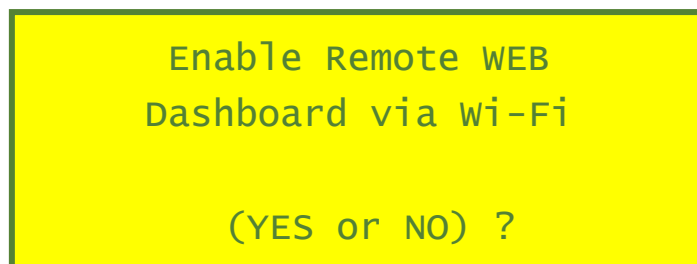 Enable Remote WEB
Dashboard via Wi-Fi
(YES or NO) ?